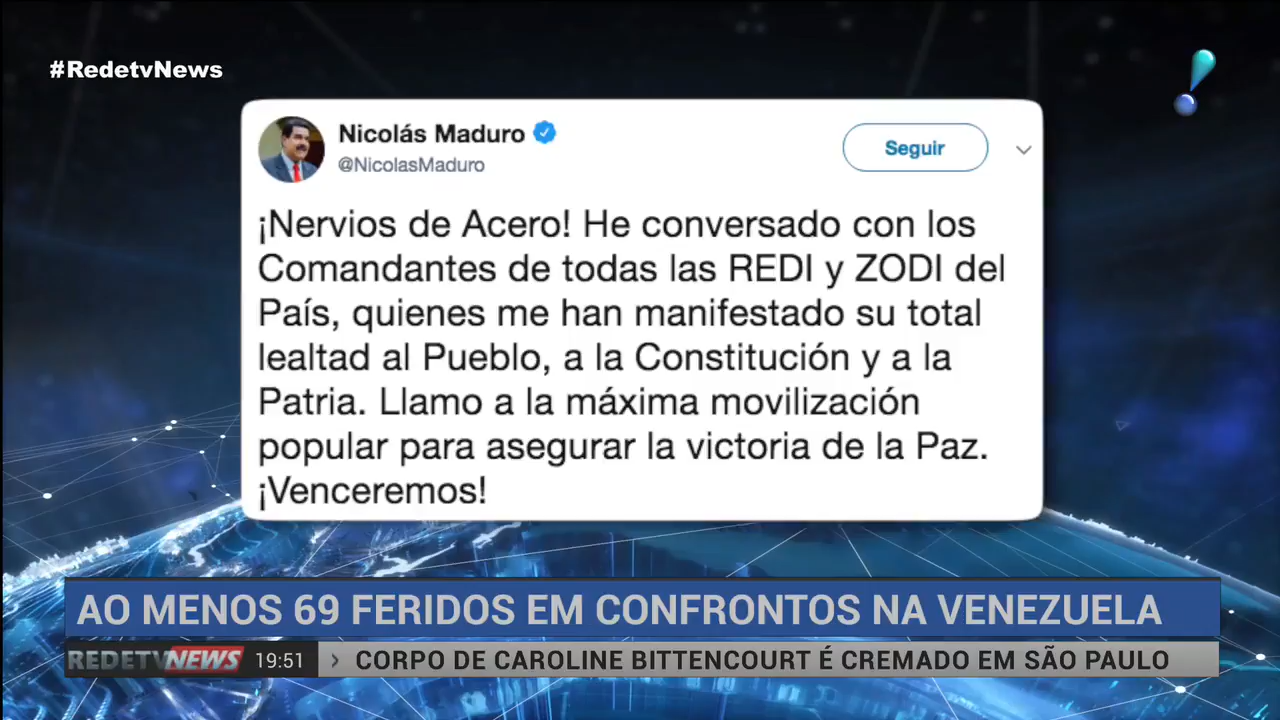 #RedetvNews
Nicolás Maduro
@NicolasMaduro
Seguir
¡Nervios de Acero! He conversado con los
Comandantes de todas las REDI y ZODI del
País, quienes me han manifestado su total
lealtad al Pueblo, a la Constitución y a la
Patria. Llamo a la máxima movilización
popular para asegurar la victoria de la Paz.
¡Venceremos!
AO MENOS 69 FERIDOS EM CONFRONTOS NA VENEZUELA
REDETVNEWS 19:51 › CORPO DE CAROLINE BITTENCOURT É CREMADO EM SÃO PAULO